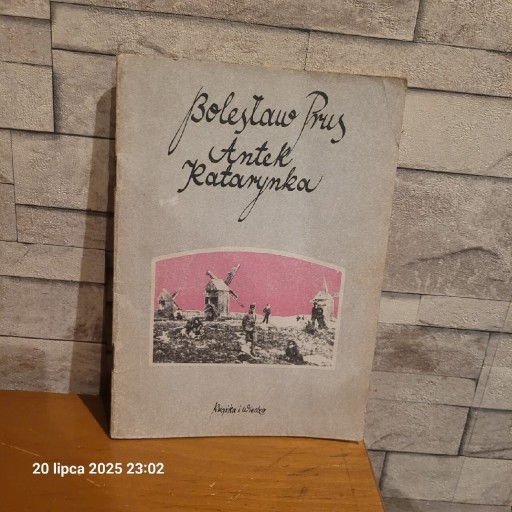 Bolesław Prus
Antek
Katarynka
Książka i Wiedza
20 lipca 2025 23:02